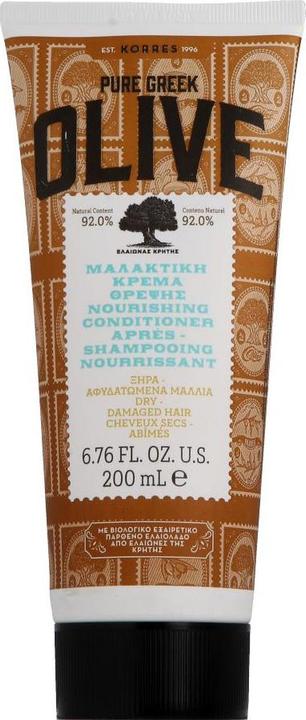 EST. KORRES 1996
PURE GREEK
OLIVE
Natural Content
92.0%
Contenu Naturel
92.0%
ΕΛΑΙΩΝΑΣ ΚΡΗΤΗΣ
ΜΑΛΑΚΤΙΚΗ
ΚΡΕΜΑ
ΘΡΕΨΗΣ
NOURISHING
CONDITIONER
APRÈS -
SHAMPOOING
NOURRISSANT
ΞΗΡΑ -
ΑΦΥΔΑΤΩΜΕΝΑ ΜΑΛΛΙΑ
DRY -
DAMAGED HAIR
CHEVEUX SECS -
ABÎMÉS
6.76 FL. OZ. U.S.
200 mL ℮
ΜΕ ΒΙΟΛΟΓΙΚΟ ΕΞΑΙΡΕΤΙΚΟ
ΠΑΡΘΕΝΟ ΕΛΑΙΟΛΑΔΟ
ΑΠΟ ΕΛΑΙΩΝΕΣ ΤΗΣ
ΚΡΗΤΗΣ